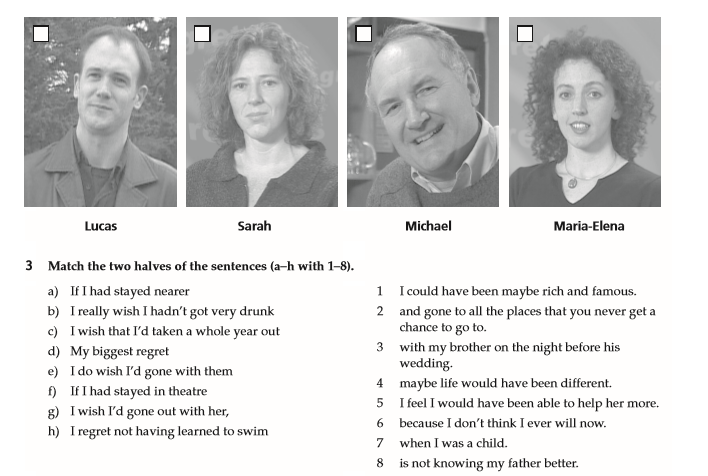 Lucas
Sarah
Michael
Maria-Elena
3 Match the two halves of the sentences (a–h with 1–8).
a) If I had stayed nearer
b) I really wish I hadn't got very drunk
c) I wish that I'd taken a whole year out
d) My biggest regret
e) I do wish I'd gone with them
f) If I had stayed in theatre
g) I wish I'd gone out with her,
h) I regret not having learned to swim
1 I could have been maybe rich and famous.
2 and gone to all the places that you never get a
chance to go to.
3 with my brother on the night before his
wedding.
4 maybe life would have been different.
5 I feel I would have been able to help her more.
6 because I don't think I ever will now.
7 when I was a child.
8 is not knowing my father better.